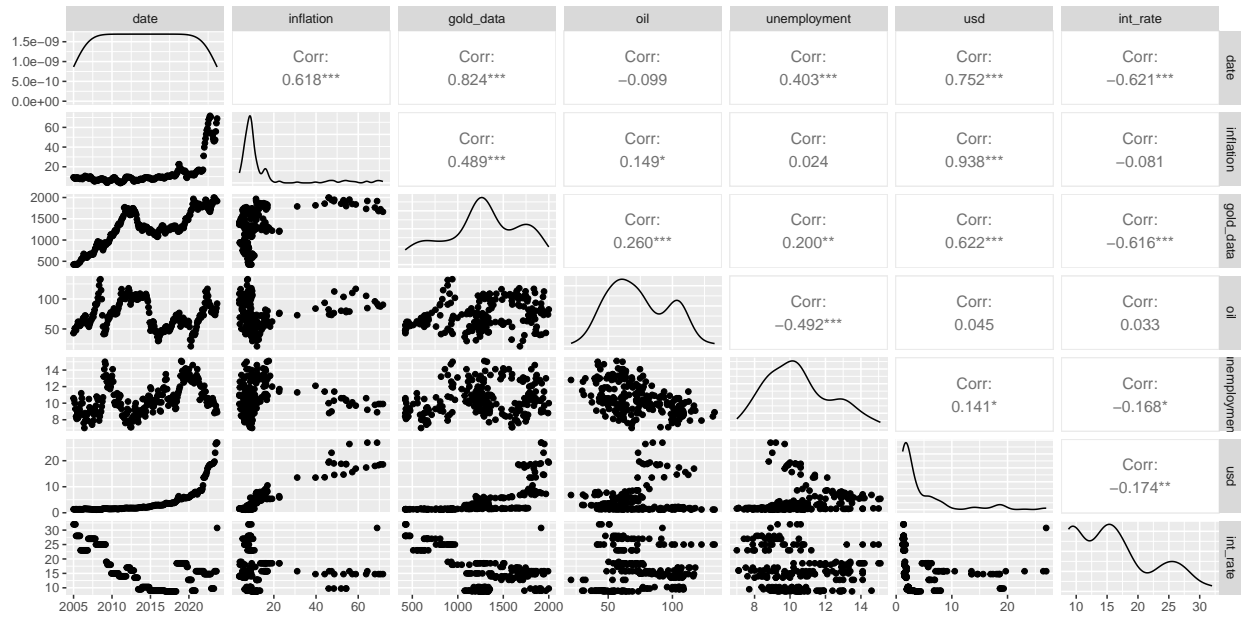 date inflation gold_data oil unemployment usd int_rate
1.5e−09
1.0e−09
5.0e−10
0.0e+00
Corr:
0.618***
Corr:
0.824***
Corr:
−0.099
Corr:
0.403***
Corr:
0.752***
Corr:
−0.621***
date
60
40
20
Corr:
0.489***
Corr:
0.149*
Corr:
0.024
Corr:
0.938***
Corr:
−0.081
inflation
2000
1500
1000
500
Corr:
0.260***
Corr:
0.200**
Corr:
0.622***
Corr:
−0.616***
gold_data
100
50
Corr:
−0.492***
Corr:
0.045
Corr:
0.033
oil
14
12
10
8
Corr:
0.141*
Corr:
−0.168*
nemploymen
20
10
0
Corr:
−0.174**
usd
30
25
20
15
10
int_rate
2005 2010 2015 2020 20 40 60 500 1000 1500 2000 50 100 8 10 12 14 0 10 20 10 15 20 25 30